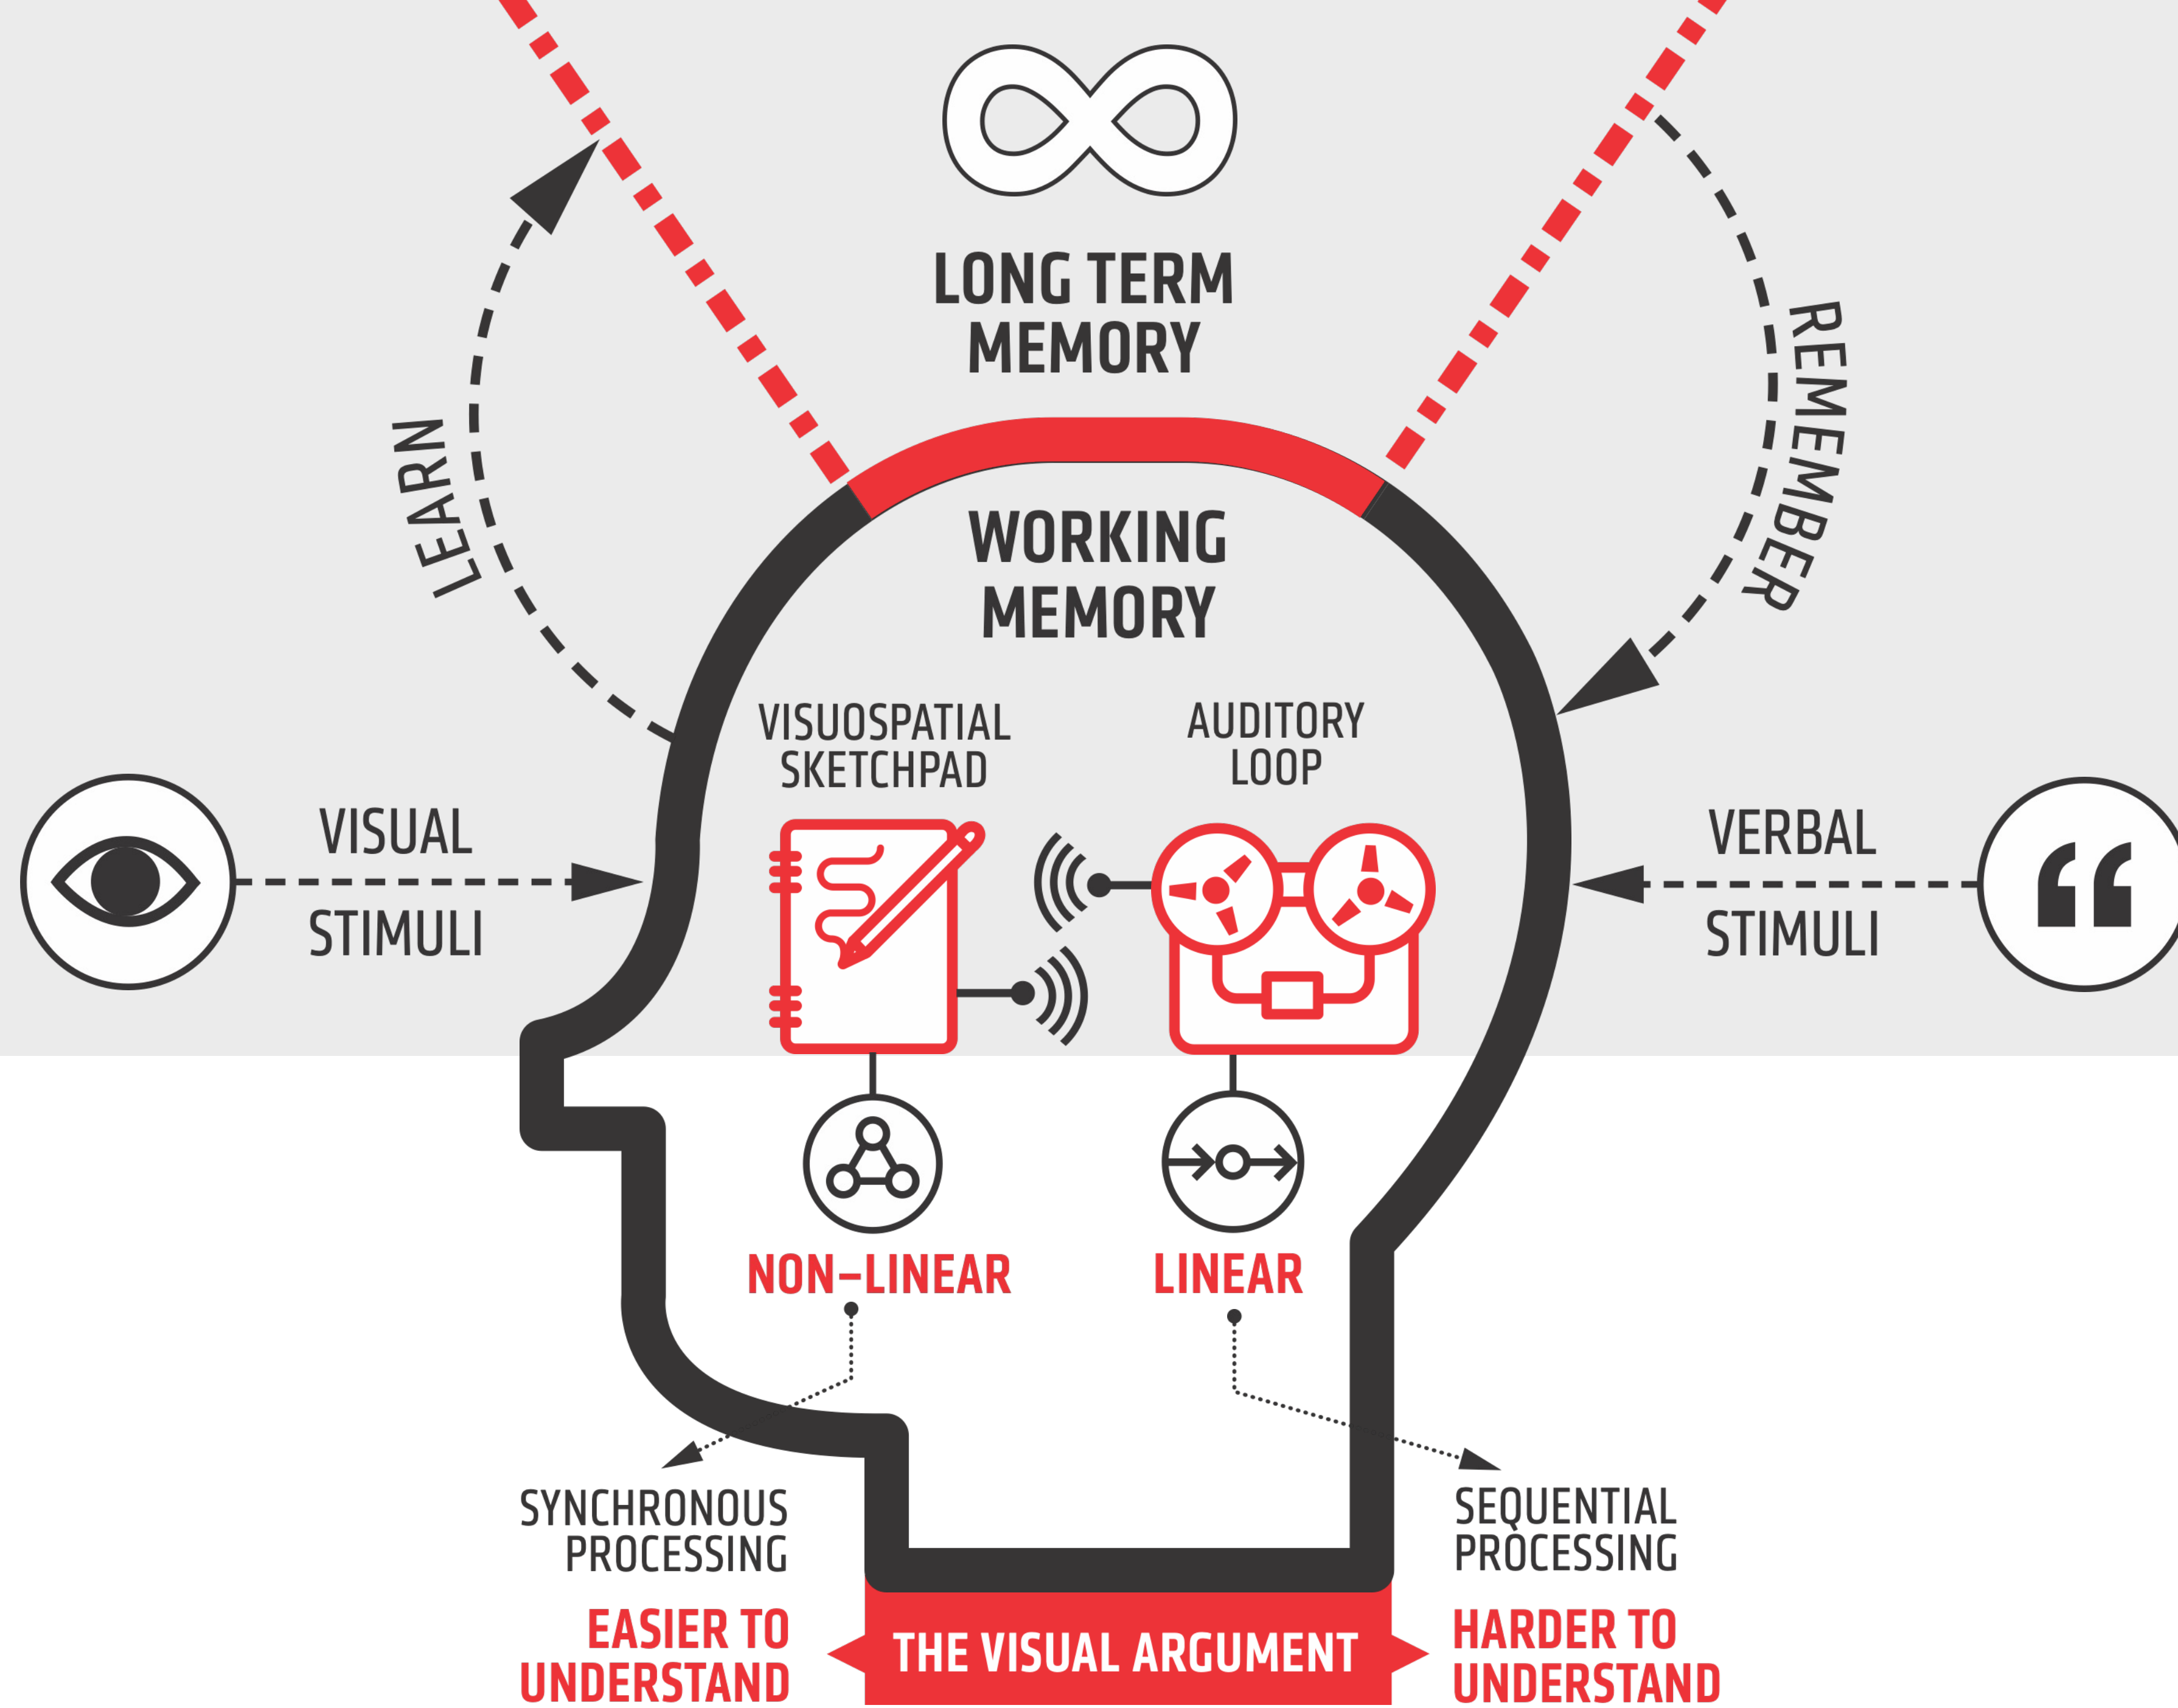 LONG TERM
MEMORY
LEARN
REMEMBER
WORKING
MEMORY
VISUOSPATIAL
SKETCHPAD
AUDITORY
LOOP
VISUAL
STIMULI
VERBAL
STIMULI
“
NON-LINEAR
LINEAR
SYNCHRONOUS
PROCESSING
SEQUENTIAL
PROCESSING
EASIER TO
UNDERSTAND
THE VISUAL ARGUMENT
HARDER TO
UNDERSTAND